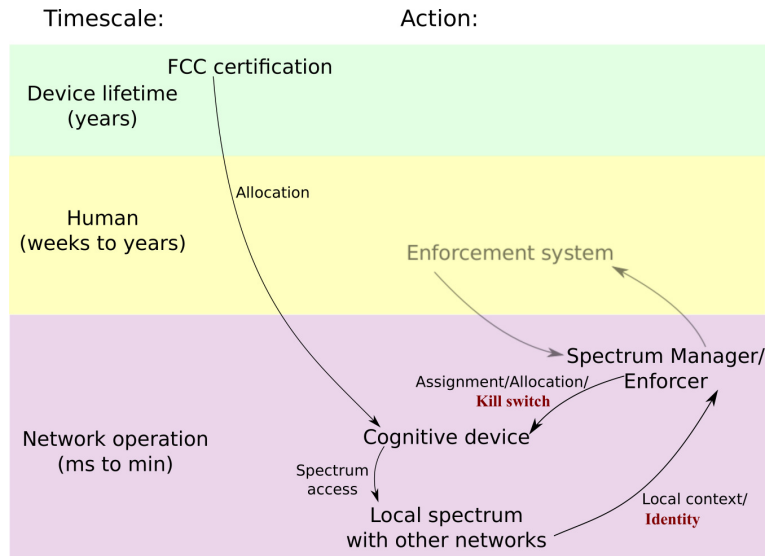 Timescale:
Action:
FCC certification
Device lifetime
(years)
Allocation
Human
(weeks to years)
Enforcement system
Spectrum Manager/
Enforcer
Assignment/Allocation/
Kill switch
Network operation
(ms to min)
Cognitive device
Spectrum
access
Local context/
Identity
Local spectrum
with other networks